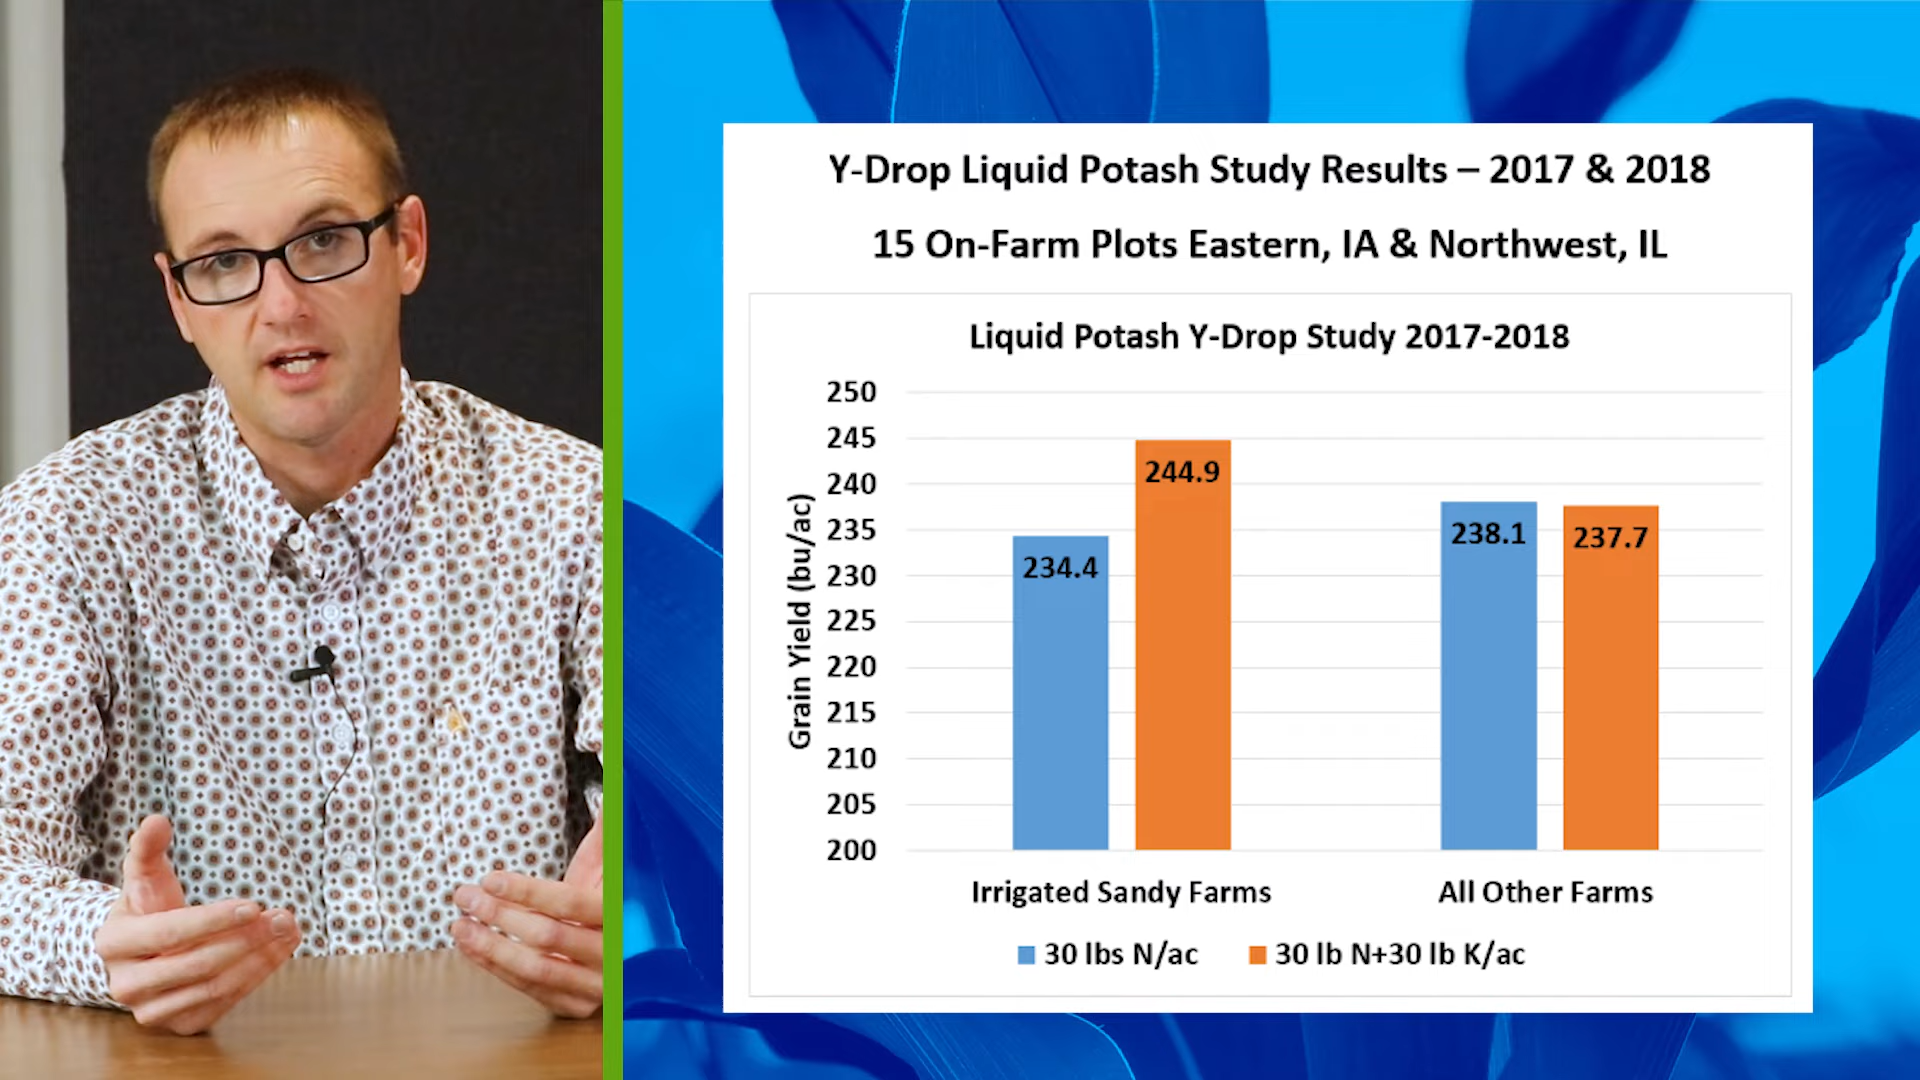 Y-Drop Liquid Potash Study Results – 2017 & 2018
15 On-Farm Plots Eastern, IA & Northwest, IL
Liquid Potash Y-Drop Study 2017-2018
Grain Yield (bu/ac)
250
245
240
235
230
225
220
215
210
205
200
234.4
244.9
238.1
237.7
Irrigated Sandy Farms
All Other Farms
30 lbs N/ac
30 lb N+30 lb K/ac